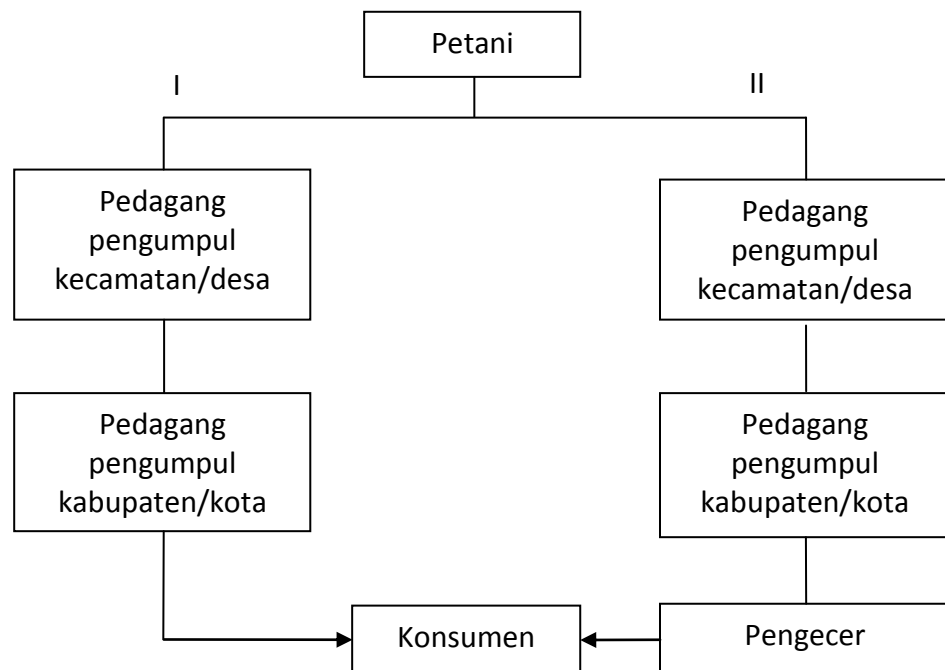 Petani
I
II
Pedagang
pengumpul
kecamatan/desa
Pedagang
pengumpul
kecamatan/desa
Pedagang
pengumpul
kabupaten/kota
Pedagang
pengumpul
kabupaten/kota
Konsumen
Pengecer